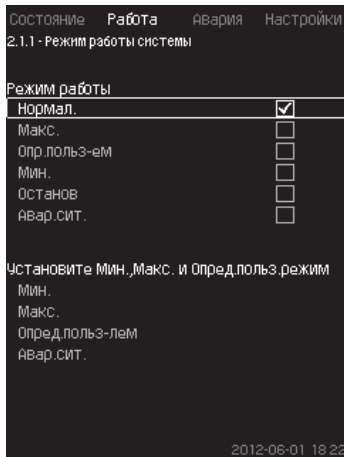 Состояние Работа Авария Настройки
2.1.1 - Режим работы системы
Режим работы
Нормал.
Макс.
Опр.польз-ем
Мин.
Останов
Авар.сит.
Установите Мин.,Макс. и Опред.польз.режим
Мин.
Макс.
Опред.польз-лем
Авар.сит.
2012-06-01 18:22